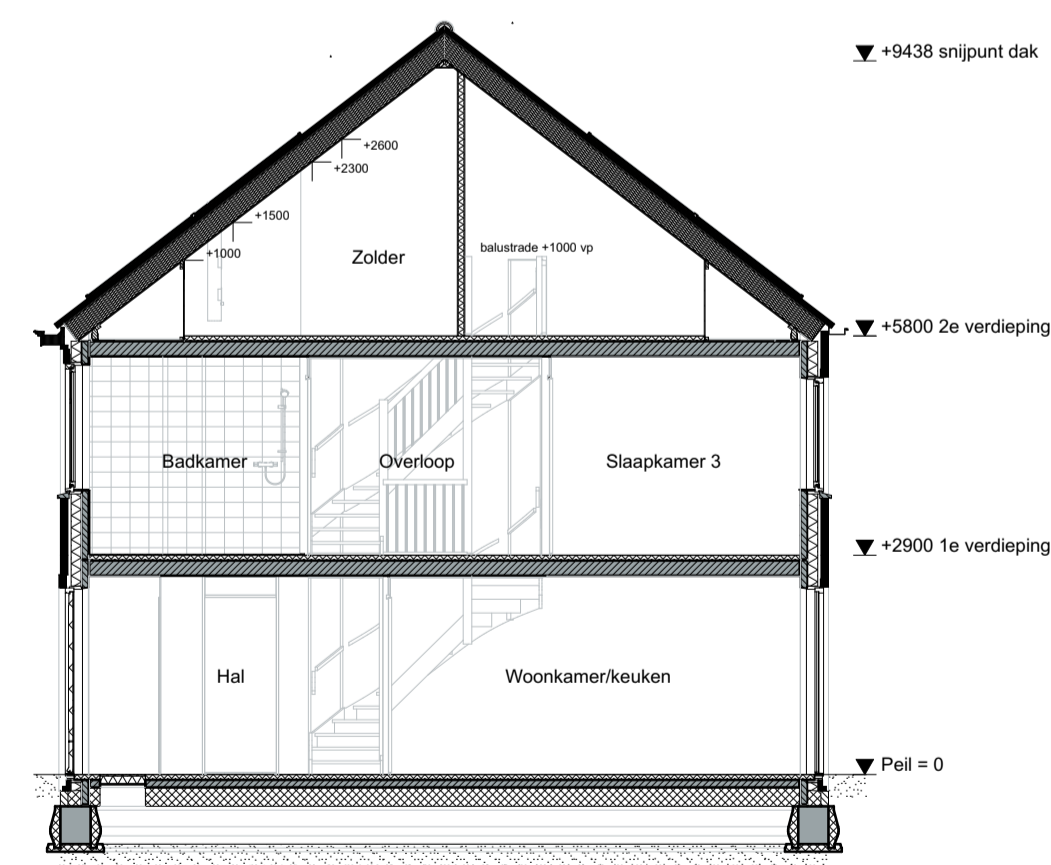 +9438 snijpunt dak
+2600
+2300
+1500
+1000
Zolder
balustrade +1000 vp
+5800 2e verdieping
Badkamer
Overloop
Slaapkamer 3
+2900 1e verdieping
Hal
Woonkamer/keuken
Peil = 0